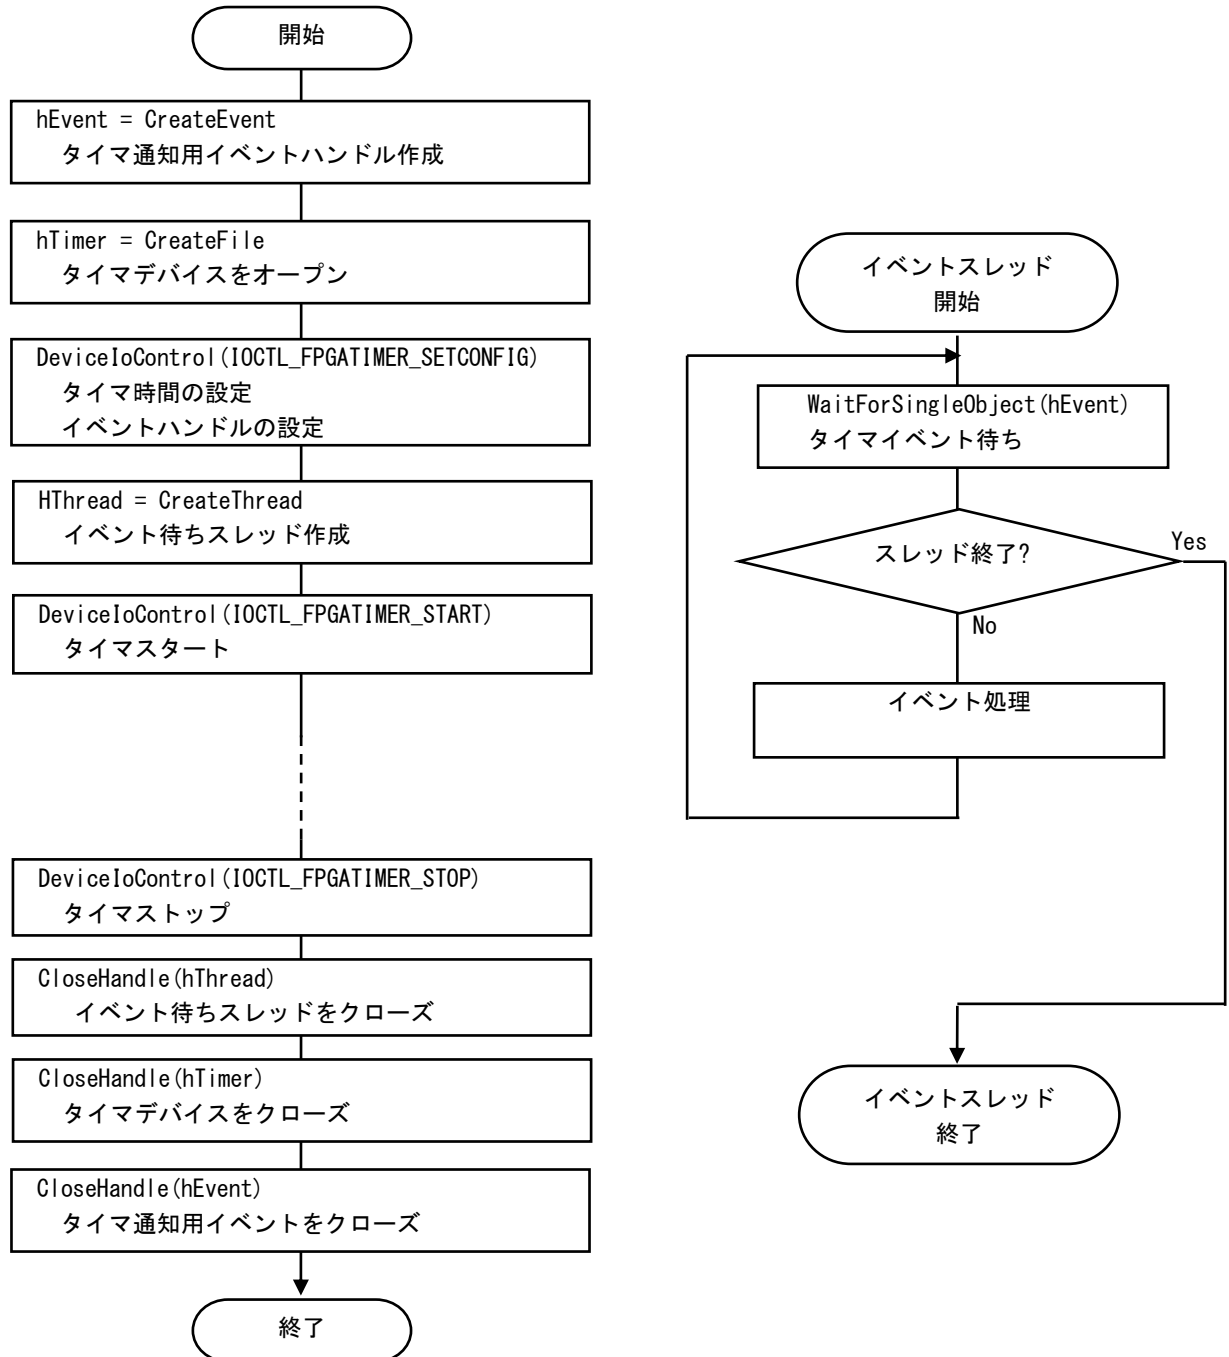 開始
hEvent = CreateEvent
タイマ通知用イベントハンドル作成
hTimer = CreateFile
タイマデバイスをオープン
DeviceIoControl(IOCTL_FPGATIMER_SETCONFIG)
タイマ時間の設定
イベントハンドルの設定
HThread = CreateThread
イベント待ちスレッド作成
DeviceIoControl(IOCTL_FPGATIMER_START)
タイマスタート
DeviceIoControl(IOCTL_FPGATIMER_STOP)
タイマストップ
CloseHandle(hThread)
イベント待ちスレッドをクローズ
CloseHandle(hTimer)
タイマデバイスをクローズ
CloseHandle(hEvent)
タイマ通知用イベントをクローズ
終了
イベントスレッド
開始
WaitForSingleObject(hEvent)
タイマイベント待ち
スレッド終了?
Yes
No
イベント処理
イベントスレッド
終了